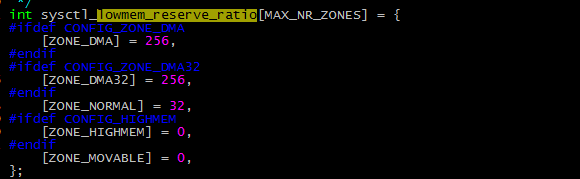 */
int sysctl_lowmem_reserve_ratio[MAX_NR_ZONES] = {
#ifdef CONFIG_ZONE_DMA
    [ZONE_DMA] = 256,
#endif
#ifdef CONFIG_ZONE_DMA32
    [ZONE_DMA32] = 256,
#endif
    [ZONE_NORMAL] = 32,
#ifdef CONFIG_HIGHMEM
    [ZONE_HIGHMEM] = 0,
#endif
    [ZONE_MOVABLE] = 0,
};